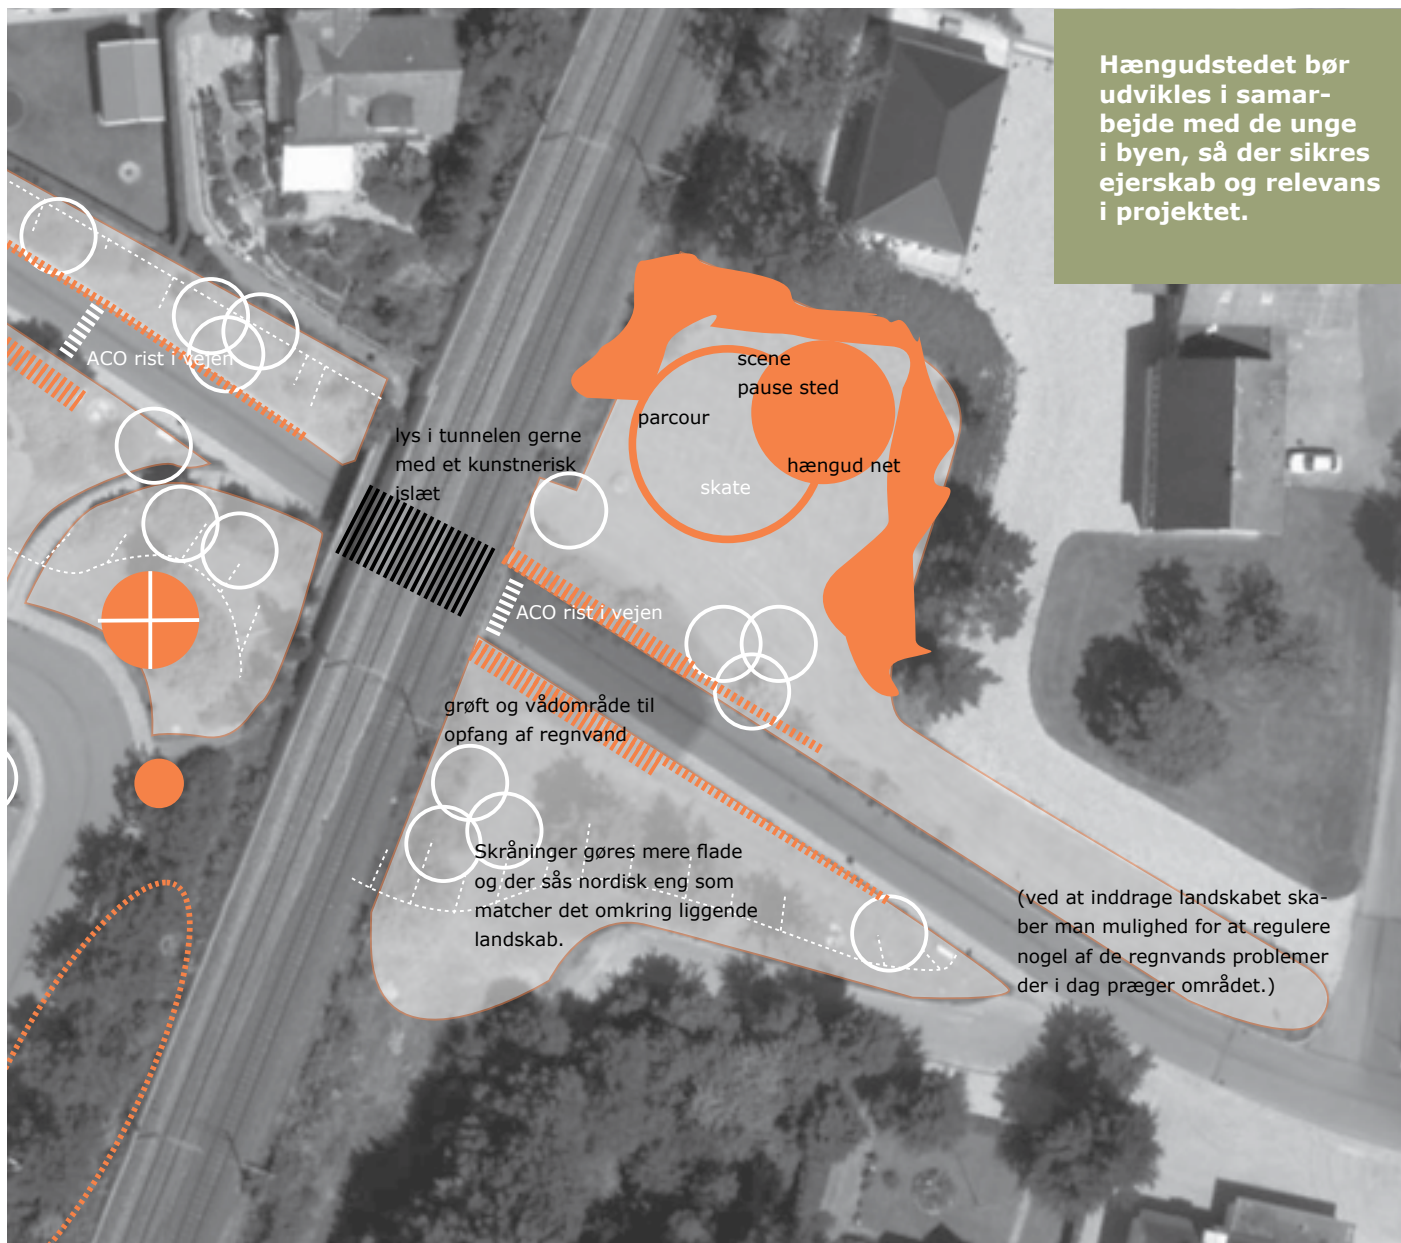 Hængudstedet bør
udvikles i samar-
bejde med de unge
i byen, så der sikres
ejerskab og relevans
i projektet.
ACO rist i vejen
scene
pause sted
parcour
hængud net
skate
lys i tunnelen gerne
med et kunstnerisk
islæt
ACO rist i vejen
grøft og vådområde til
opfang af regnvand
Skråninger gøres mere flade
og der sås nordisk eng som
matcher det omkring liggende
landskab.
(ved at inddrage landskabet ska-
ber man mulighed for at regulere
nogel af de regnvands problemer
der i dag præger området.)